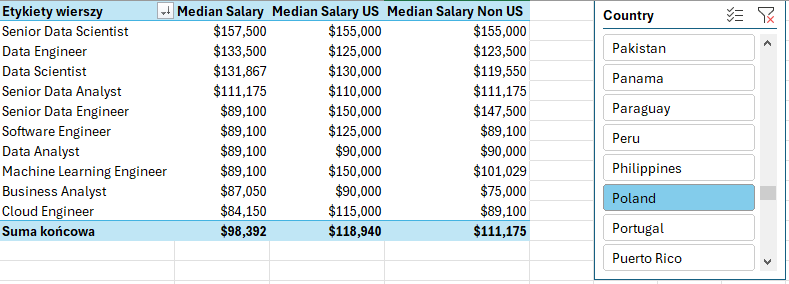 Etykiety wierszy Median Salary Median Salary US Median Salary Non US
Senior Data Scientist $157,500 $155,000 $155,000
Data Engineer $133,500 $125,000 $123,500
Data Scientist $131,867 $130,000 $119,550
Senior Data Analyst $111,175 $110,000 $111,175
Senior Data Engineer $89,100 $150,000 $147,500
Software Engineer $89,100 $125,000 $89,100
Data Analyst $89,100 $90,000 $90,000
Machine Learning Engineer $89,100 $150,000 $101,029
Business Analyst $87,050 $90,000 $75,000
Cloud Engineer $84,150 $115,000 $89,100
Suma końcowa $98,392 $118,940 $111,175
Country
Pakistan
Panama
Paraguay
Peru
Philippines
Poland
Portugal
Puerto Rico